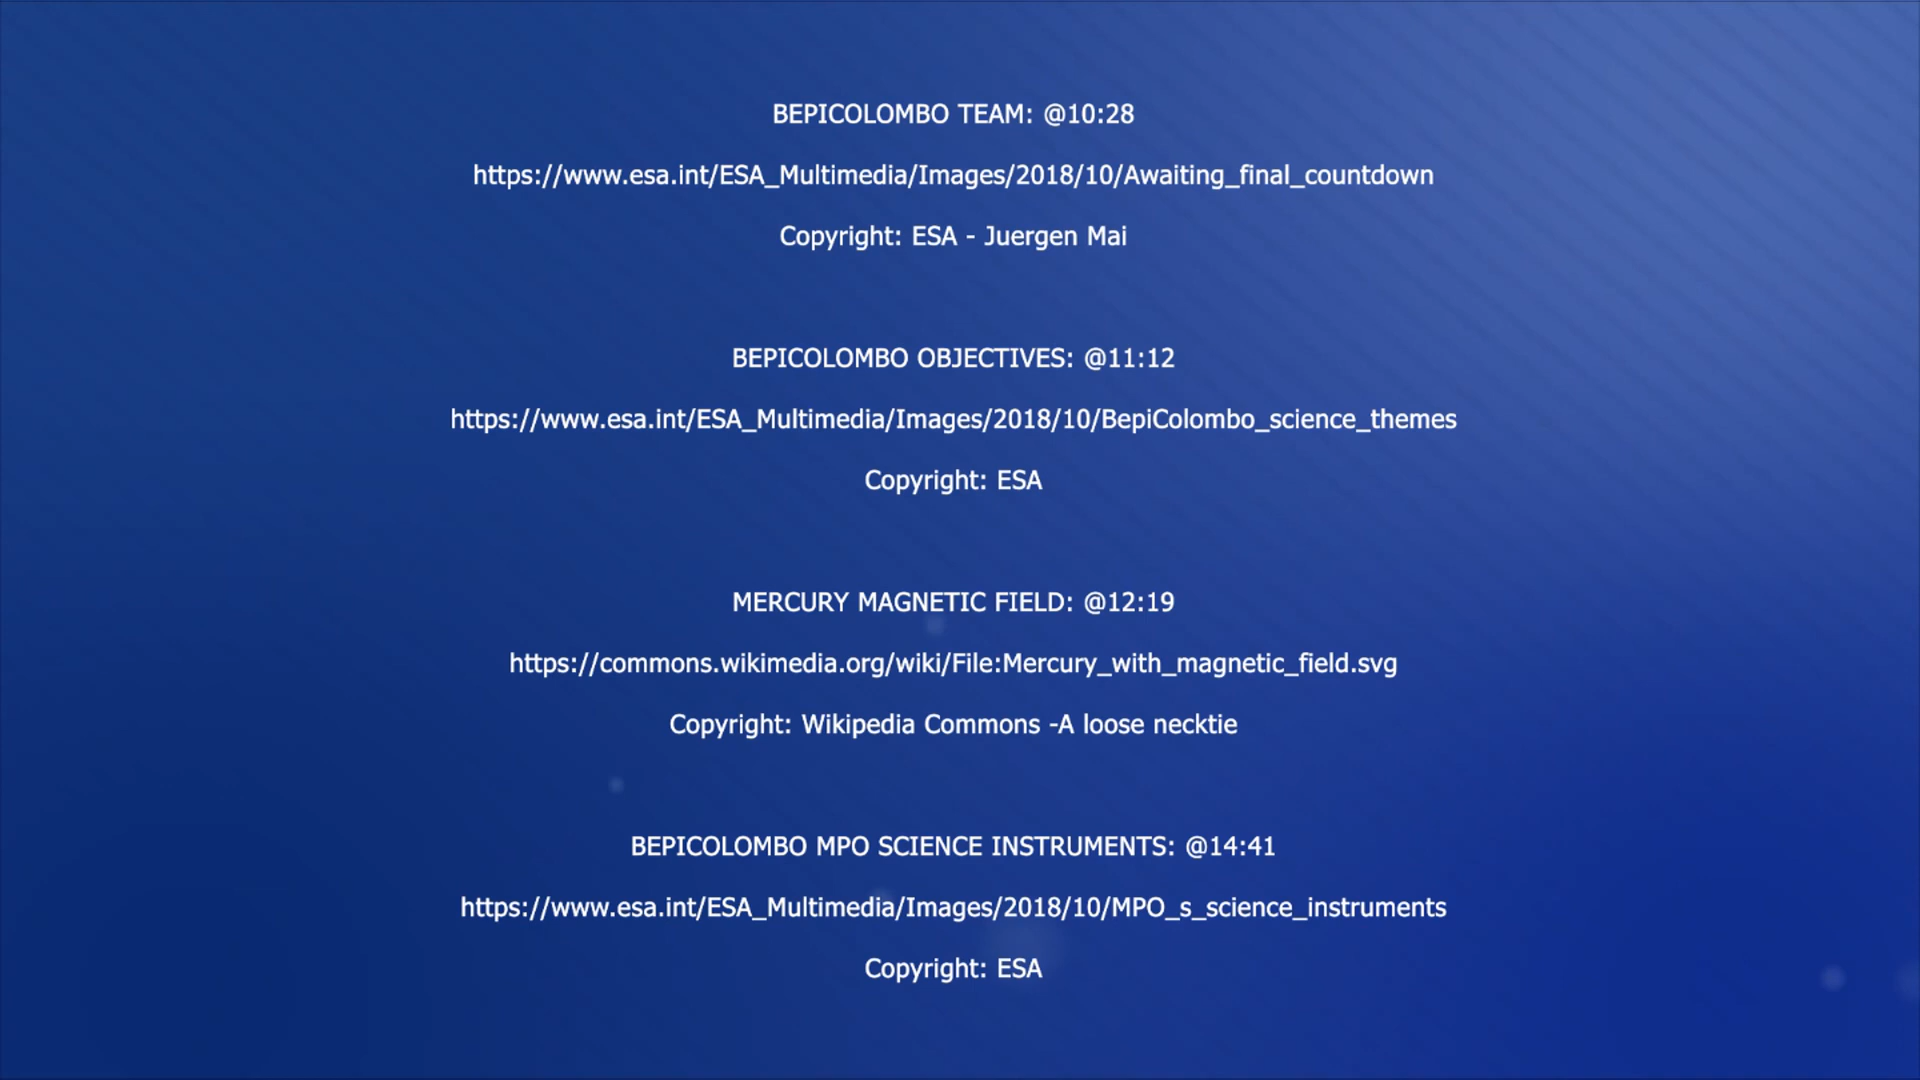 BEPICOLOMBO TEAM: @10:28
https://www.esa.int/ESA_Multimedia/Images/2018/10/Awaiting_final_countdown
Copyright: ESA - Juergen Mai
BEPICOLOMBO OBJECTIVES: @11:12
https://www.esa.int/ESA_Multimedia/Images/2018/10/BepiColombo_science_themes
Copyright: ESA
MERCURY MAGNETIC FIELD: @12:19
https://commons.wikimedia.org/wiki/File:Mercury_with_magnetic_field.svg
Copyright: Wikipedia Commons -A loose necktie
BEPICOLOMBO MPO SCIENCE INSTRUMENTS: @14:41
https://www.esa.int/ESA_Multimedia/Images/2018/10/MPO_s_science_instruments
Copyright: ESA